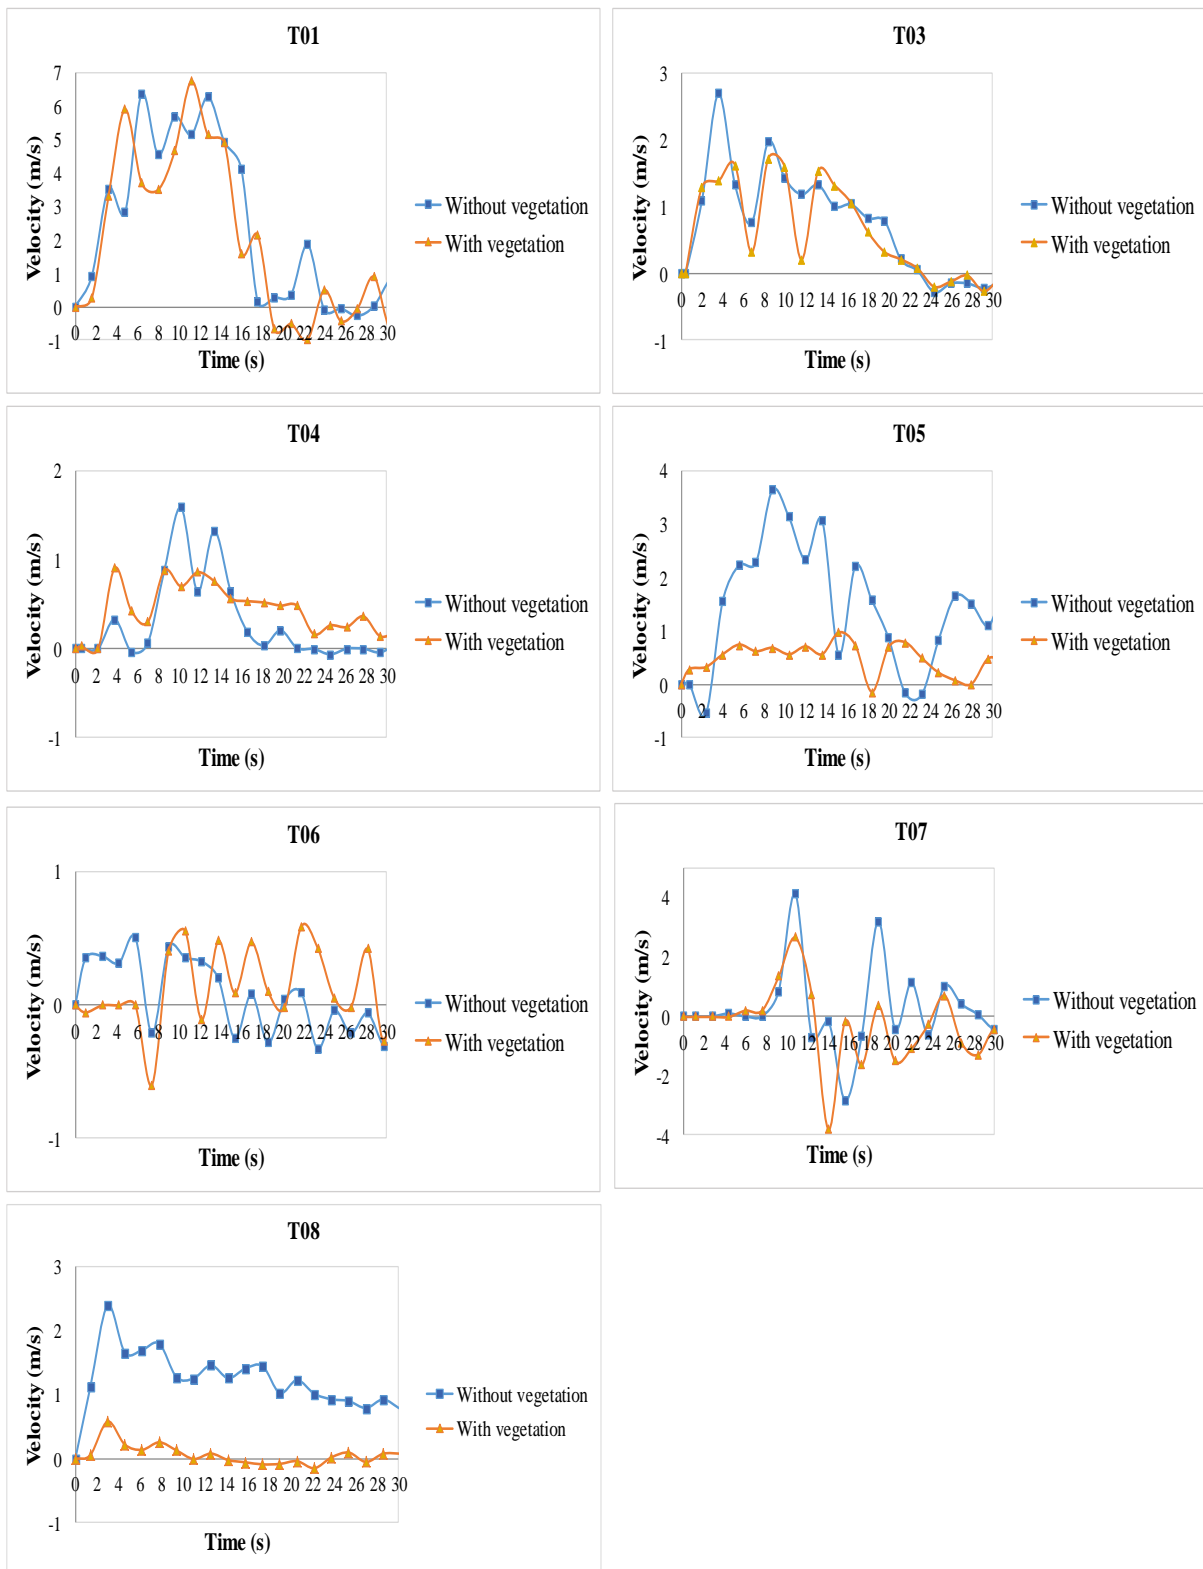 T01
7
6
5
4
3
2
1
0
-1
0 2 4 6 8 10 12 14 16 18 20 22 24 26 28 30
Velocity (m/s)
Time (s)
Without vegetation
With vegetation
T03
3
2
1
0
-1
0 2 4 6 8 10 12 14 16 18 20 22 24 26 28 30
Velocity (m/s)
Time (s)
Without vegetation
With vegetation
T04
2
1
0
-1
0 2 4 6 8 10 12 14 16 18 20 22 24 26 28 30
Velocity (m/s)
Time (s)
Without vegetation
With vegetation
T05
4
3
2
1
0
-1
0 2 4 6 8 10 12 14 16 18 20 22 24 26 28 30
Velocity (m/s)
Time (s)
Without vegetation
With vegetation
T06
1
0
-1
0 2 4 6 8 10 12 14 16 18 20 22 24 26 28 30
Velocity (m/s)
Time (s)
Without vegetation
With vegetation
T07
4
2
0
-2
-4
0 2 4 6 8 10 12 14 16 18 20 22 24 26 28 30
Velocity (m/s)
Time (s)
Without vegetation
With vegetation
T08
3
2
1
0
-1
0 2 4 6 8 10 12 14 16 18 20 22 24 26 28 30
Velocity (m/s)
Time (s)
Without vegetation
With vegetation